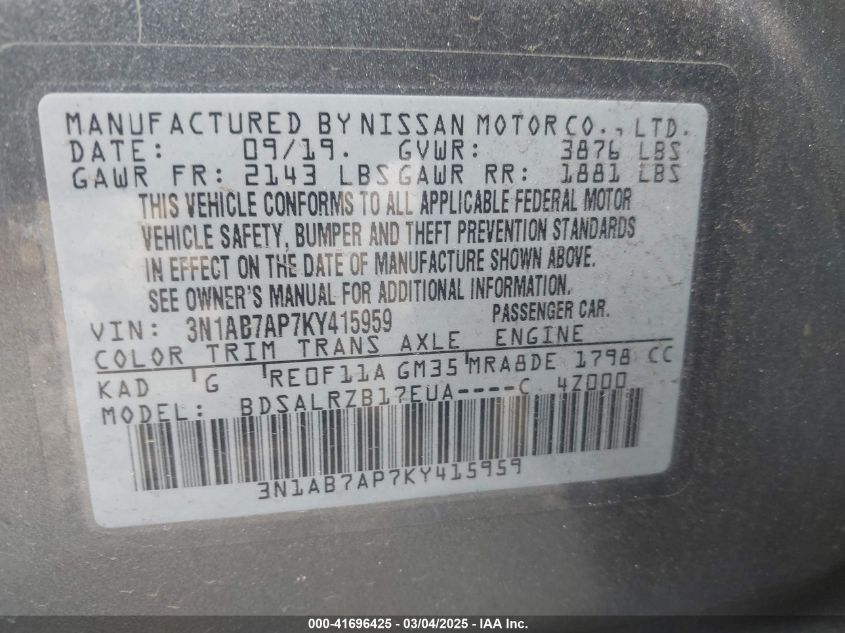 MANUFACTURED BY NISSAN MOTOR CO., LTD.
DATE: 09/19. GVWR: 3876 LBS
GAWR FR: 2143 LBS GAWR RR: 1881 LBS
THIS VEHICLE CONFORMS TO ALL APPLICABLE FEDERAL MOTOR
VEHICLE SAFETY, BUMPER AND THEFT PREVENTION STANDARDS
IN EFFECT ON THE DATE OF MANUFACTURE SHOWN ABOVE.
SEE OWNER'S MANUAL FOR ADDITIONAL INFORMATION.
VIN: 3N1AB7AP7KY415959 PASSENGER CAR.
COLOR TRIM TRANS AXLE ENGINE
KAD G RE0F11A GM35 MRA8DE 1798 CC
MODEL: BDSALRZB17EUA----C 4Z000
3N1AB7AP7KY415959
000-41696425 - 03/04/2025 - IAA Inc.